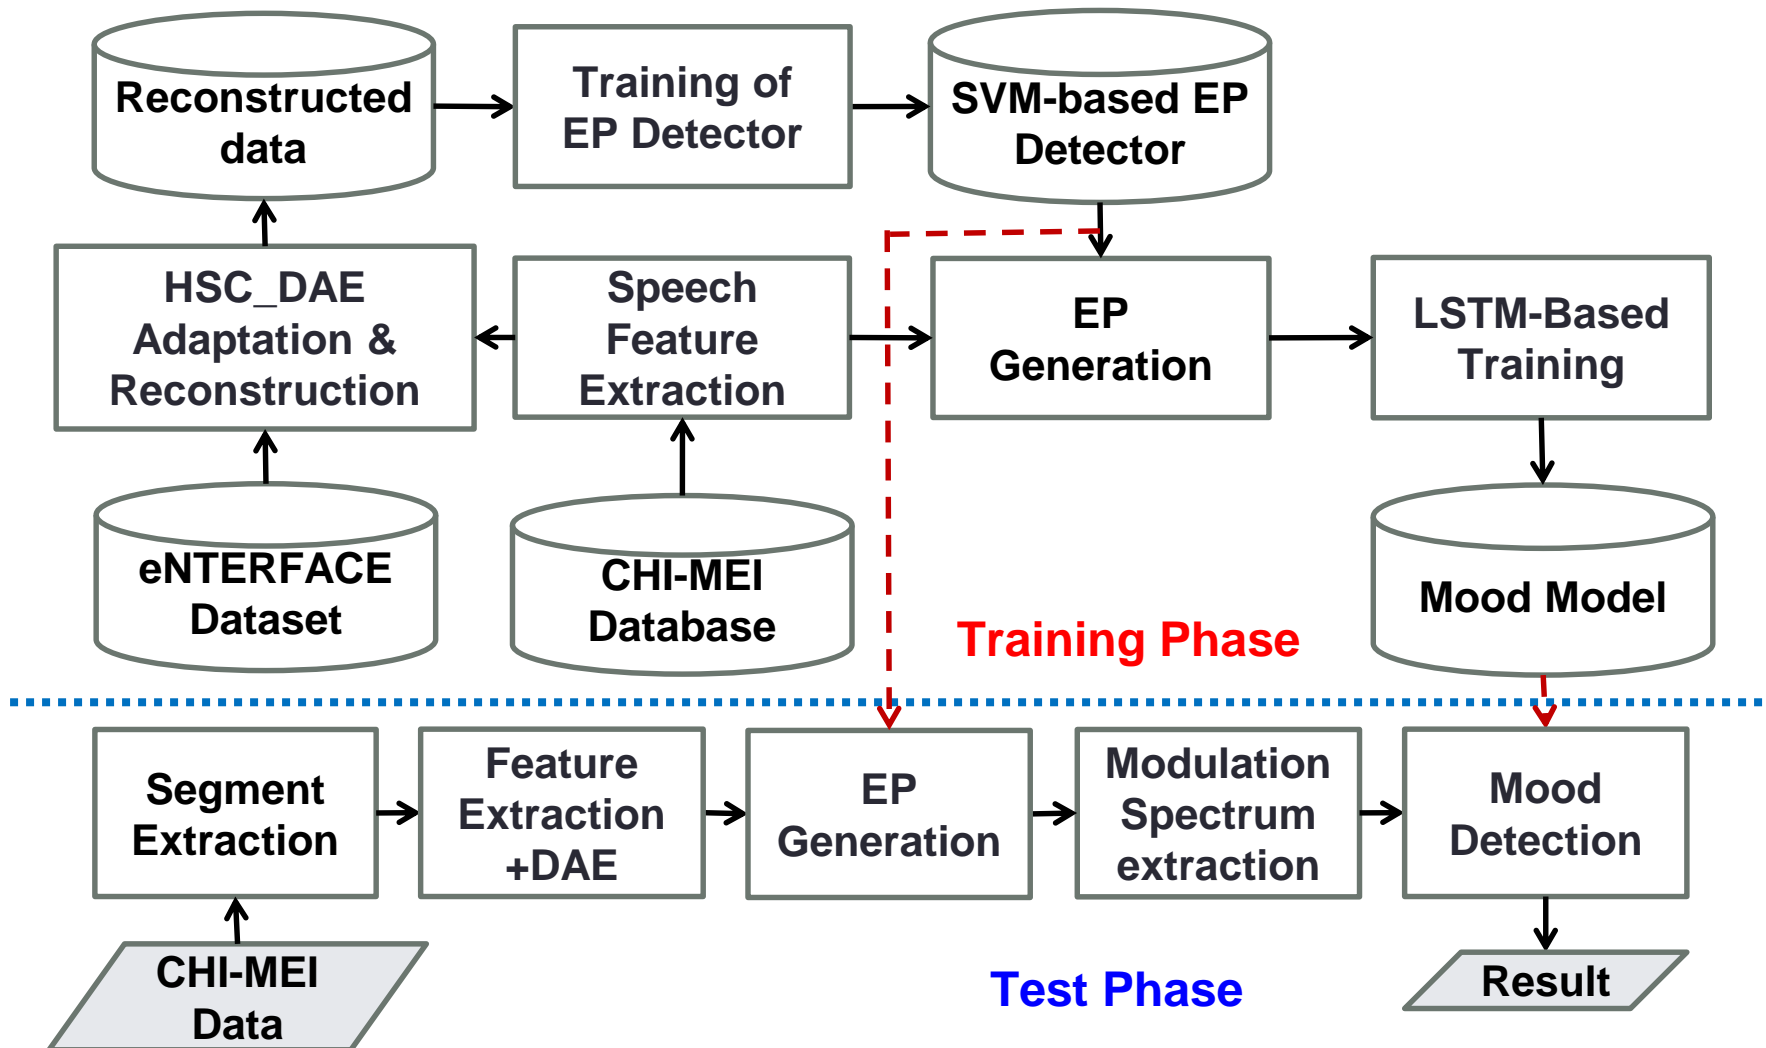 Reconstructed
data
Training of
EP Detector
SVM-based EP
Detector
HSC_DAE
Adaptation &
Reconstruction
Speech
Feature
Extraction
EP
Generation
LSTM-Based
Training
eNTERFACE
Dataset
CHI-MEI
Database
Mood Model
Training Phase
Segment
Extraction
Feature
Extraction
+DAE
EP
Generation
Modulation
Spectrum
extraction
Mood
Detection
CHI-MEI
Data
Test Phase
Result